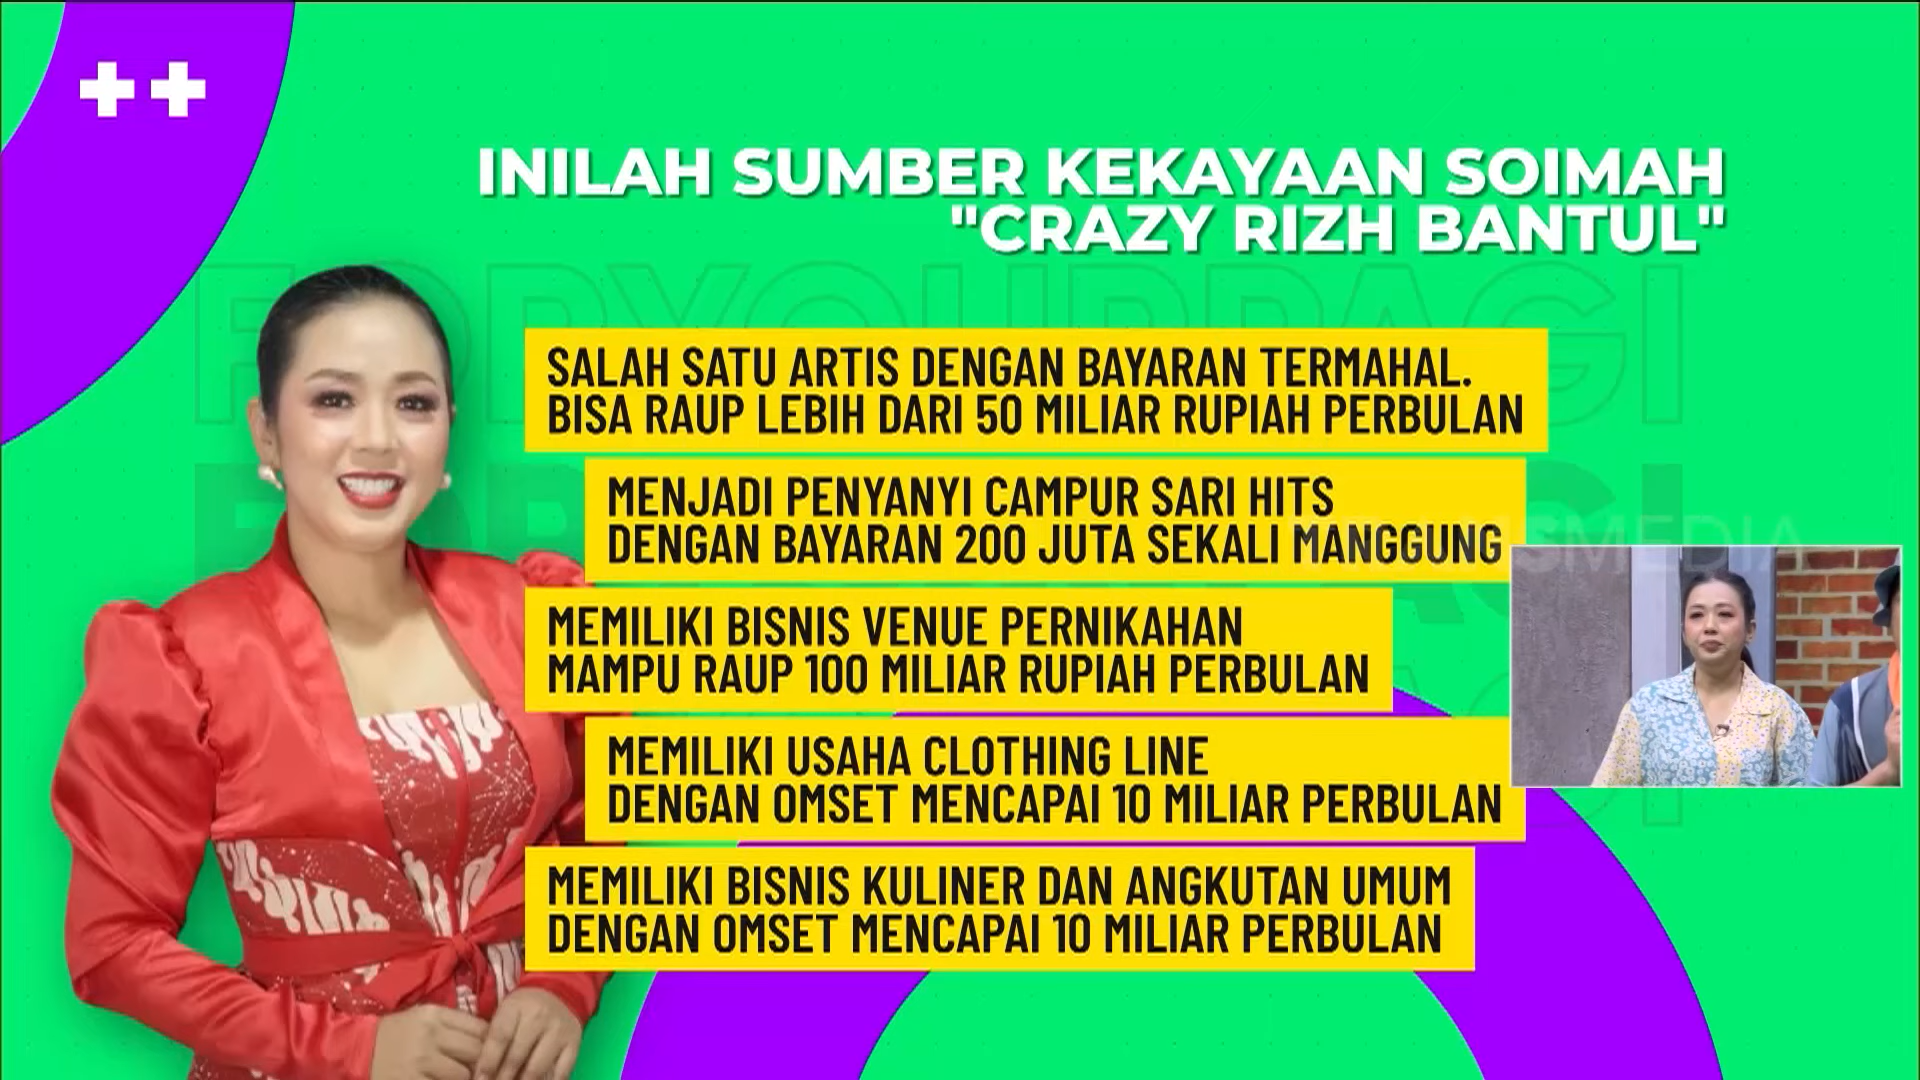 ++
INILAH SUMBER KEKAYAAN SOIMAH
"CRAZY RIZH BANTUL"
FORYOURPAGI
SALAH SATU ARTIS DENGAN BAYARAN TERMAHAL.
BISA RAUP LEBIH DARI 50 MILIAR RUPIAH PERBULAN
MENJADI PENYANYI CAMPUR SARI HITS
DENGAN BAYARAN 200 JUTA SEKALI MANGGUNG
TRANSMEDIA
MEMILIKI BISNIS VENUE PERNIKAHAN
MAMPU RAUP 100 MILIAR RUPIAH PERBULAN
MEMILIKI USAHA CLOTHING LINE
DENGAN OMSET MENCAPAI 10 MILIAR PERBULAN
MEMILIKI BISNIS KULINER DAN ANGKUTAN UMUM
DENGAN OMSET MENCAPAI 10 MILIAR PERBULAN